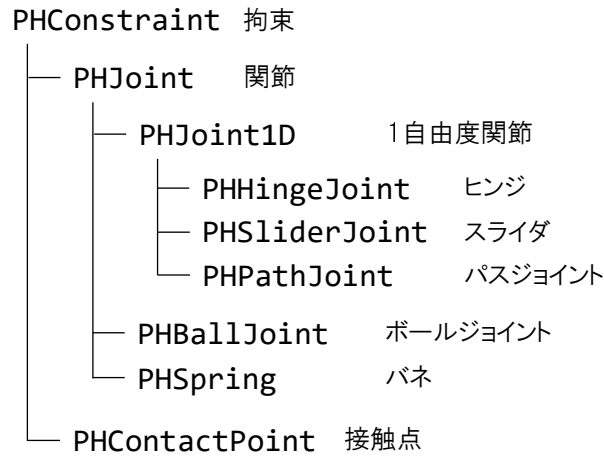 PHConstraint 拘束
PHJoint 関節
PHJoint1D 1自由度関節
PHHingeJoint ヒンジ
PHSliderJoint スライダ
PHPathJoint パスジョイント
PHBallJoint ボールジョイント
PHSpring バネ
PHContactPoint 接触点